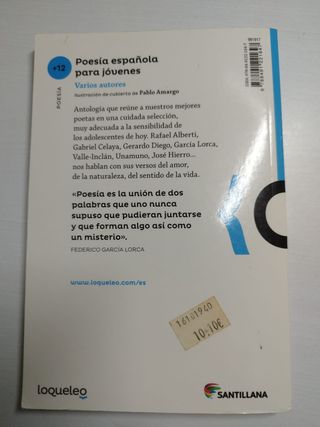 +12
POESÍA
Poesía española
para jóvenes
Varios autores
Ilustración de cubierta de Pablo Amargo
Antología que reúne a nuestros mejores
poetas en una cuidada selección,
muy adecuada a la sensibilidad de
los adolescentes de hoy. Rafael Alberti,
Gabriel Celaya, Gerardo Diego, García Lorca,
Valle-Inclán, Unamuno, José Hierro...
nos hablan con sus versos del amor,
de la naturaleza, del sentido de la vida.
«Poesía es la unión de dos
palabras que uno nunca
supuso que pudieran juntarse
y que forman algo así como
un misterio».
FEDERICO GARCÍA LORCA
www.loqueleo.com/es
10,30€
loqueleo
SANTILLANA